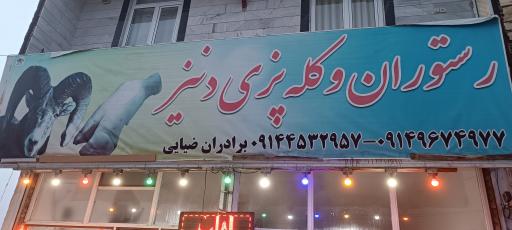 رستوران و کله پزی دنیز
۰۹۱۴۹۶۷۴۹۷۷-۰۹۱۴۴۵۳۲۹۵۷ برادران ضیایی